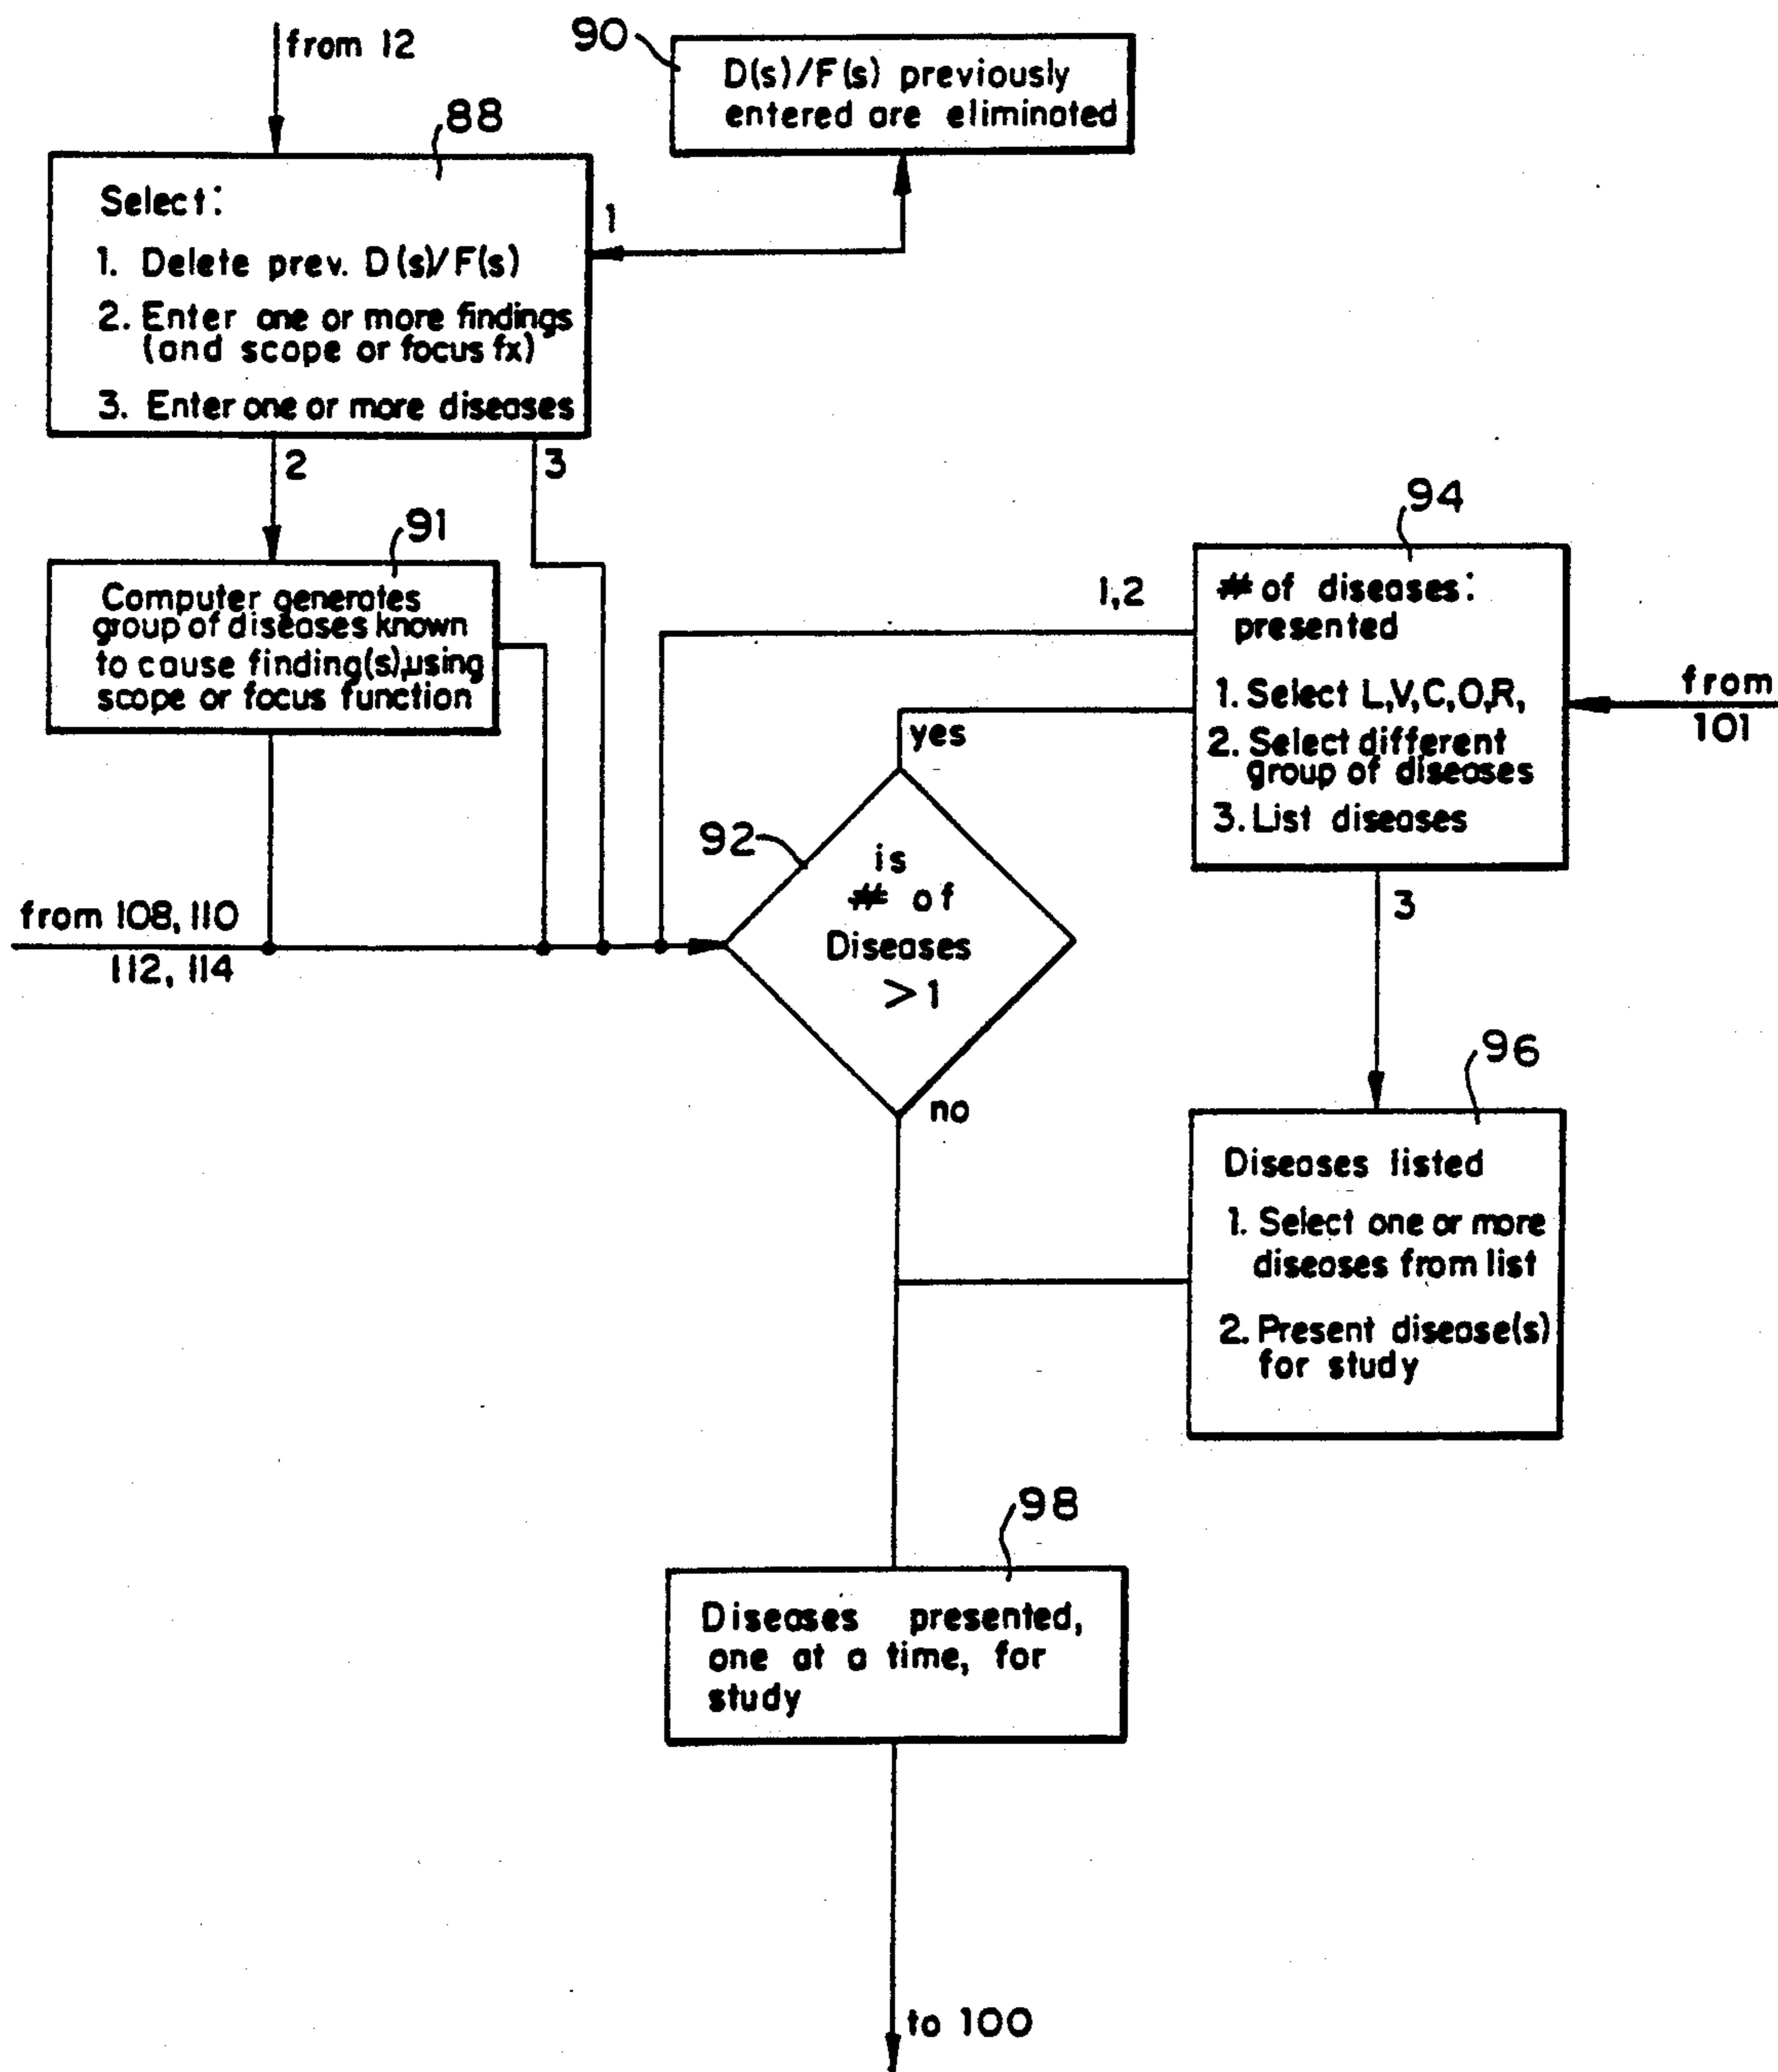 from 12
90
D(s)/F(s) previously
entered are eliminated
88
Select:
1. Delete prev. D(s)/F(s)
2. Enter one or more findings
(and scope or focus fx)
3. Enter one or more diseases
1
2
3
91
Computer generates
group of diseases known
to cause finding(s), using
scope or focus function
94
# of diseases:
presented
1. Select L,V,C,O,R,
2. Select different
group of diseases
3. List diseases
1,2
from
101
yes
92
is
# of
Diseases
>1
from 108, 110
112, 114
3
no
96
Diseases listed
1. Select one or more
diseases from list
2. Present disease(s)
for study
98
Diseases presented,
one at a time, for
study
to 100